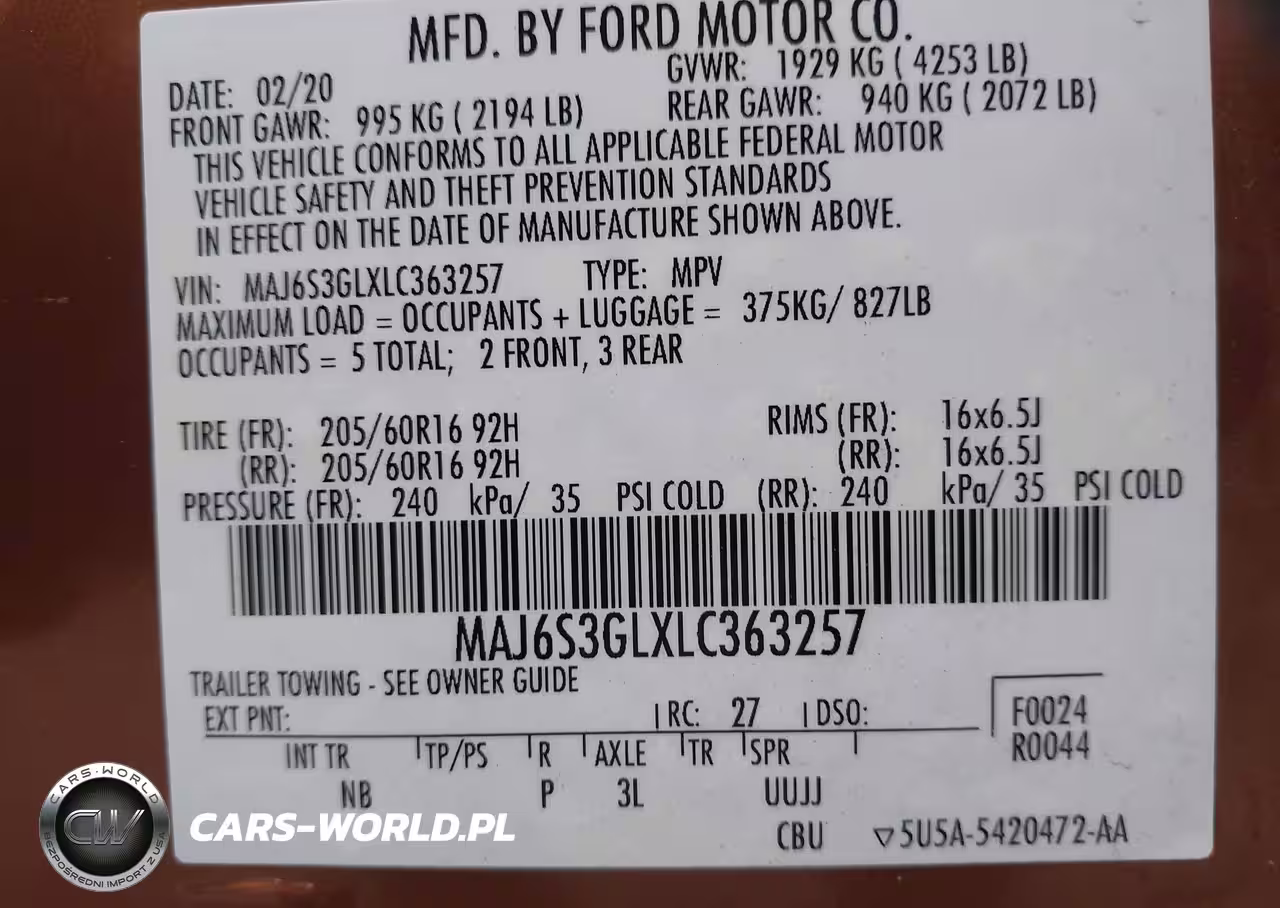 MFD. BY FORD MOTOR CO.
DATE: 02/20 GVWR: 1929 KG ( 4253 LB)
FRONT GAWR: 995 KG ( 2194 LB) REAR GAWR: 940 KG ( 2072 LB)
THIS VEHICLE CONFORMS TO ALL APPLICABLE FEDERAL MOTOR
VEHICLE SAFETY AND THEFT PREVENTION STANDARDS
IN EFFECT ON THE DATE OF MANUFACTURE SHOWN ABOVE.
VIN: MAJ6S3GLXLC363257 TYPE: MPV
MAXIMUM LOAD = OCCUPANTS + LUGGAGE = 375KG/ 827LB
OCCUPANTS = 5 TOTAL; 2 FRONT, 3 REAR
TIRE (FR): 205/60R16 92H RIMS (FR): 16x6.5J
(RR): 205/60R16 92H (RR): 16x6.5J
PRESSURE (FR): 240 kPa/ 35 PSI COLD (RR): 240 kPa/ 35 PSI COLD
MAJ6S3GLXLC363257
TRAILER TOWING - SEE OWNER GUIDE
EXT PNT: RC: 27 DSO: F0024
INT TR TP/PS R AXLE TR SPR R0044
NB P 3L UUJJ
CBU 5U5A-5420472-AA
CARS-WORLD
CW
BEZPOŚREDNI IMPORT Z USA
CARS-WORLD.PL